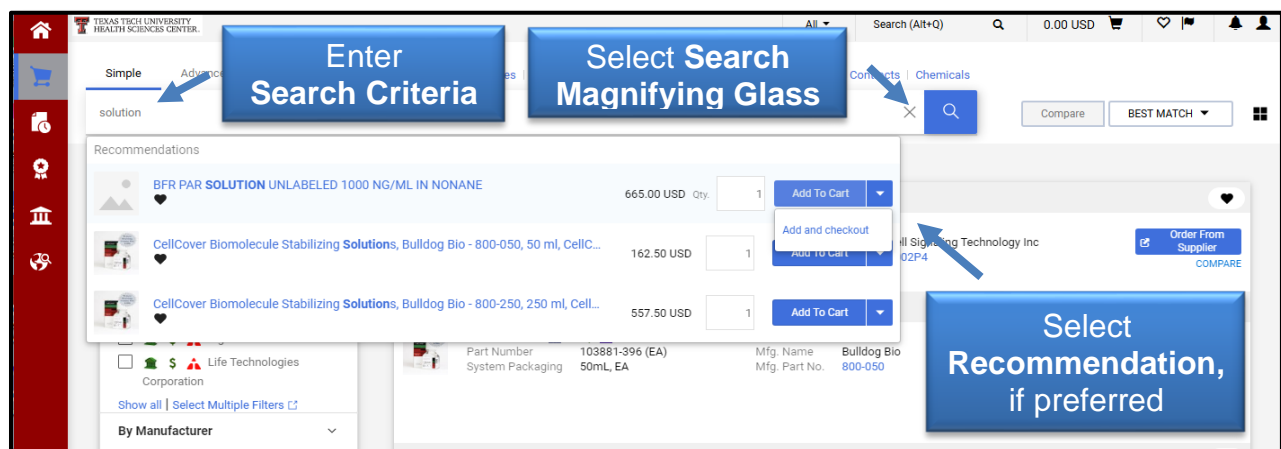 TEXAS TECH UNIVERSITY
HEALTH SCIENCES CENTER.
All
Search (Alt+Q)
0.00 USD
Enter
Search Criteria
Select Search
Magnifying Glass
Simple
Chemicals
solution
Compare
BEST MATCH
Recommendations
BFR PAR SOLUTION UNLABELED 1000 NG/ML IN NONANE
665.00 USD Qty. 1 Add To Cart
Add and checkout
CellCover Biomolecule Stabilizing Solutions, Bulldog Bio - 800-050, 50 ml, CellC...
162.50 USD 1 Add To Cart
Technology Inc
02P4
Order From
Supplier
COMPARE
CellCover Biomolecule Stabilizing Solutions, Bulldog Bio - 800-250, 250 ml, Cell...
557.50 USD 1 Add To Cart
Select
Recommendation,
if preferred
Life Technologies
Corporation
Part Number 103881-396 (EA) Mfg. Name Bulldog Bio
System Packaging 50mL, EA Mfg. Part No. 800-050
Show all | Select Multiple Filters
By Manufacturer